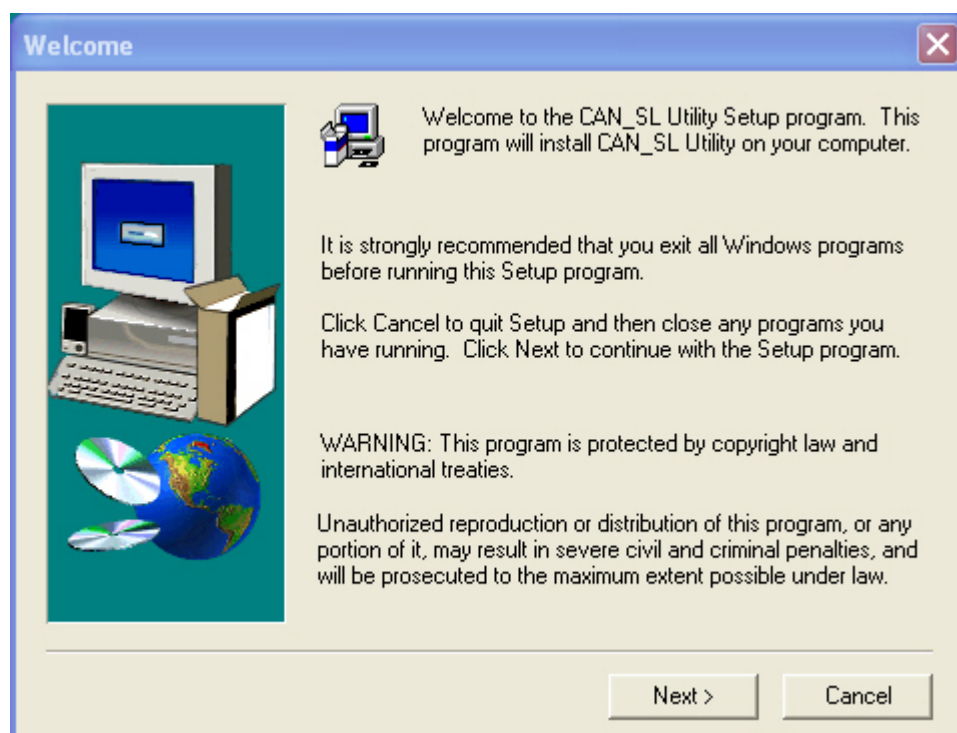 Welcome
Welcome to the CAN_SL Utility Setup program.  This
program will install CAN_SL Utility on your computer.
It is strongly recommended that you exit all Windows programs
before running this Setup program.
Click Cancel to quit Setup and then close any programs you
have running.  Click Next to continue with the Setup program.
WARNING: This program is protected by copyright law and
international treaties.
Unauthorized reproduction or distribution of this program, or any
portion of it, may result in severe civil and criminal penalties, and
will be prosecuted to the maximum extent possible under law.
Next >
Cancel